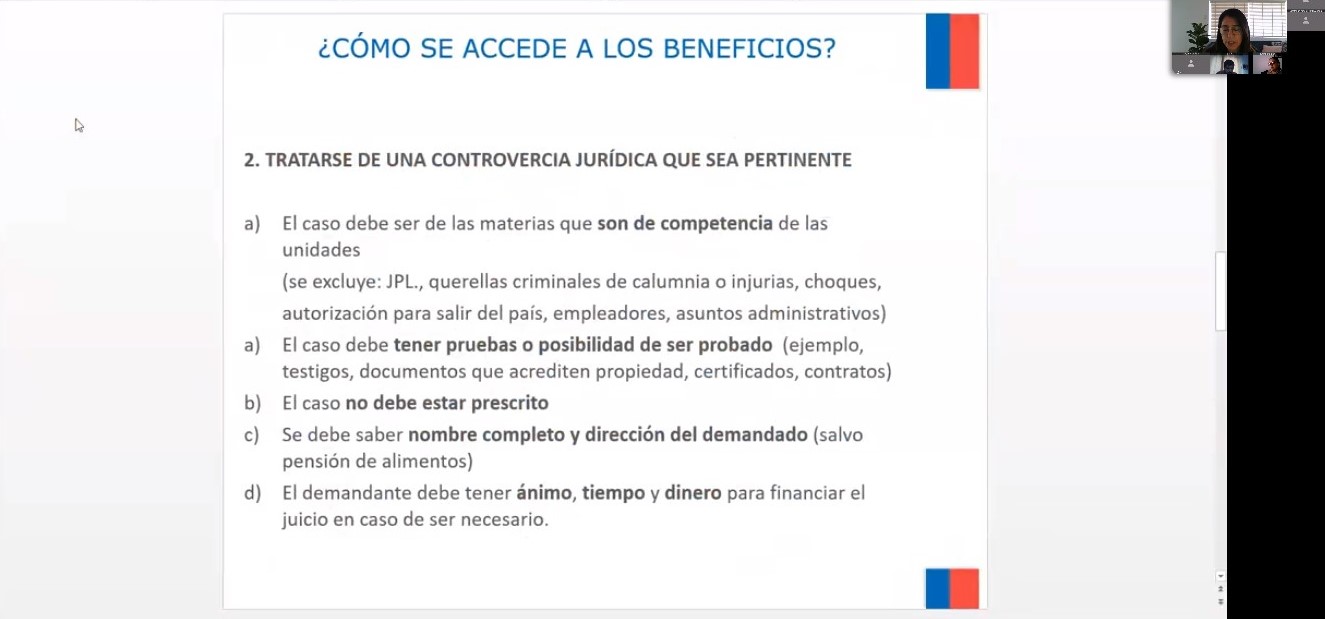 ¿CÓMO SE ACCEDE A LOS BENEFICIOS?
2. TRATARSE DE UNA CONTROVERCIA JURÍDICA QUE SEA PERTINENTE
a) El caso debe ser de las materias que son de competencia de las
unidades
(se excluye: JPL., querellas criminales de calumnia o injurias, choques,
autorización para salir del país, empleadores, asuntos administrativos)
a) El caso debe tener pruebas o posibilidad de ser probado (ejemplo,
testigos, documentos que acrediten propiedad, certificados, contratos)
b) El caso no debe estar prescrito
c) Se debe saber nombre completo y dirección del demandado (salvo
pensión de alimentos)
d) El demandante debe tener ánimo, tiempo y dinero para financiar el
juicio en caso de ser necesario.